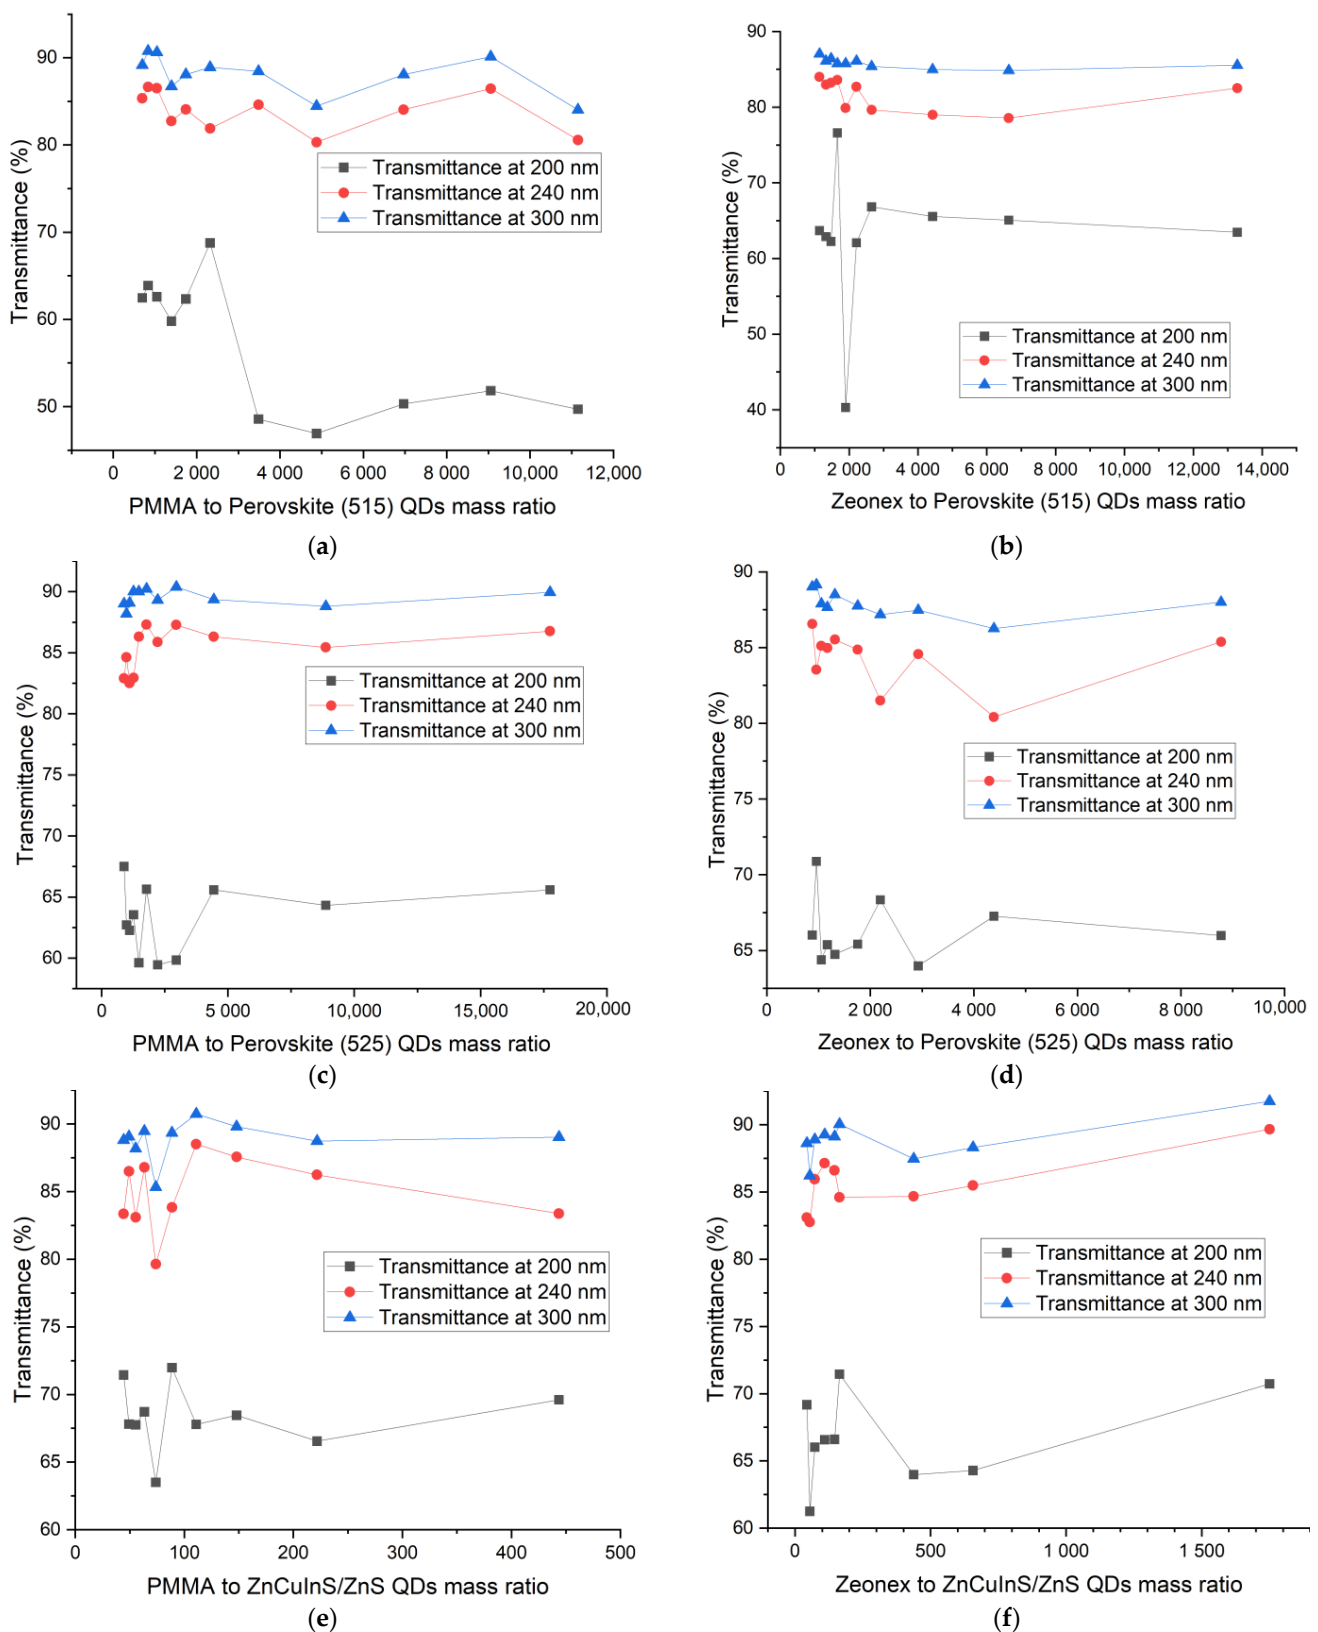 90
80
70
60
50
Transmittance (%)
Transmittance at 200 nm
Transmittance at 240 nm
Transmittance at 300 nm
0 2 000 4 000 6 000 8 000 10,000 12,000
PMMA to Perovskite (515) QDs mass ratio
(a)
90
80
70
60
50
40
Transmittance (%)
Transmittance at 200 nm
Transmittance at 240 nm
Transmittance at 300 nm
0 2 000 4 000 6 000 8 000 10,000 12,000 14,000
Zeonex to Perovskite (515) QDs mass ratio
(b)
90
85
80
75
70
65
60
Transmittance (%)
Transmittance at 200 nm
Transmittance at 240 nm
Transmittance at 300 nm
0 5 000 10,000 15,000 20,000
PMMA to Perovskite (525) QDs mass ratio
(c)
90
85
80
75
70
65
Transmittance (%)
Transmittance at 200 nm
Transmittance at 240 nm
Transmittance at 300 nm
0 2 000 4 000 6 000 8 000 10,000
Zeonex to Perovskite (525) QDs mass ratio
(d)
90
85
80
75
70
65
60
Transmittance (%)
Transmittance at 200 nm
Transmittance at 240 nm
Transmittance at 300 nm
0 100 200 300 400 500
PMMA to ZnCuInS/ZnS QDs mass ratio
(e)
90
85
80
75
70
65
60
Transmittance (%)
Transmittance at 200 nm
Transmittance at 240 nm
Transmittance at 300 nm
0 500 1 000 1 500
Zeonex to ZnCuInS/ZnS QDs mass ratio
(f)